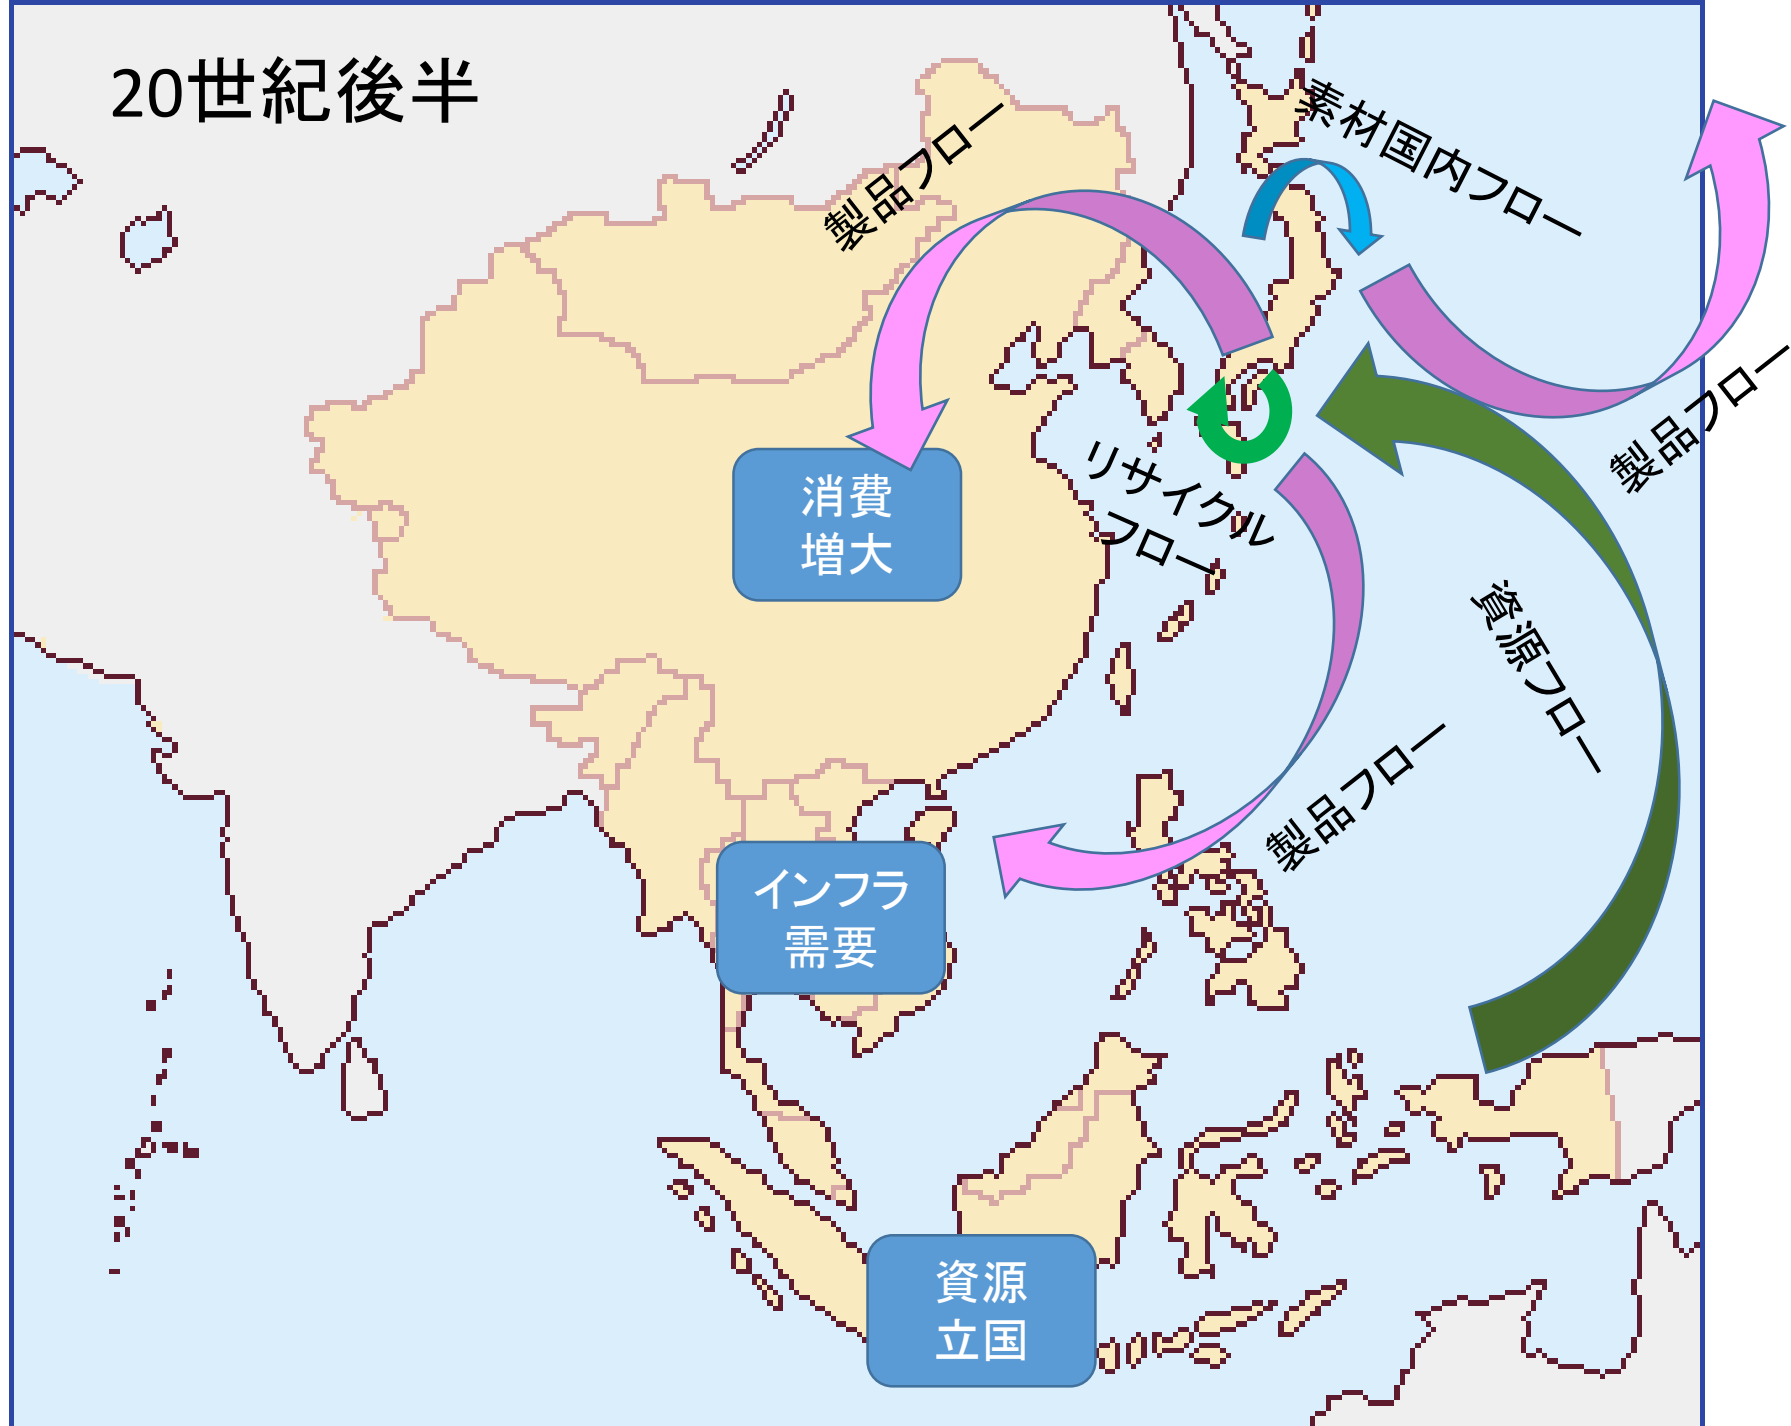 20世紀後半
素材国内フロー
製品フロー
製品フロー
リサイクル
フロー
消費
増大
資源フロー
製品フロー
インフラ
需要
資源
立国